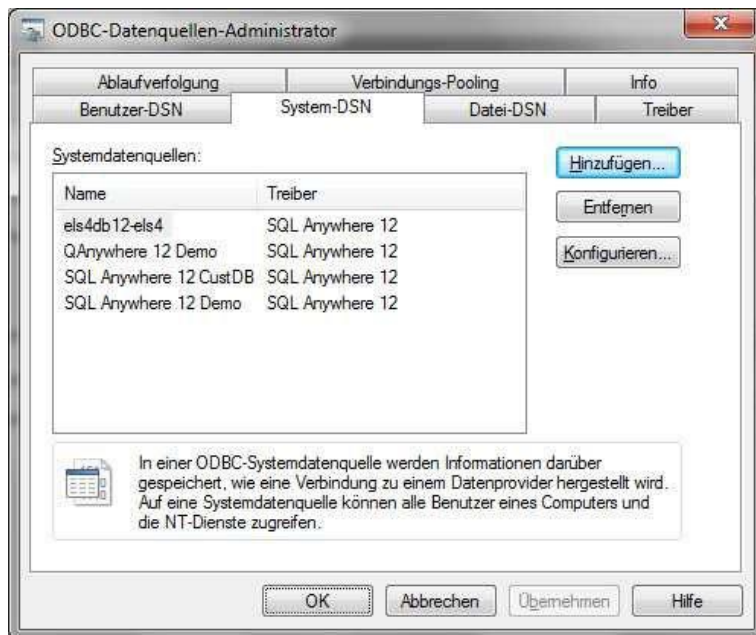 ODBC-Datenquellen-Administrator
Ablaufverfolgung Verbindungs-Pooling Info
Benutzer-DSN System-DSN Datei-DSN Treiber
Systemdatenquellen:
Hinzufügen...
Name Treiber
Entfernen
els4db12-els4 SQL Anywhere 12
QAnywhere 12 Demo SQL Anywhere 12
Konfigurieren...
SQL Anywhere 12 CustDB SQL Anywhere 12
SQL Anywhere 12 Demo SQL Anywhere 12
In einer ODBC-Systemdatenquelle werden Informationen darüber
gespeichert, wie eine Verbindung zu einem Datenprovider hergestellt wird.
Auf eine Systemdatenquelle können alle Benutzer eines Computers und
die NT-Dienste zugreifen.
OK Abbrechen Übernehmen Hilfe